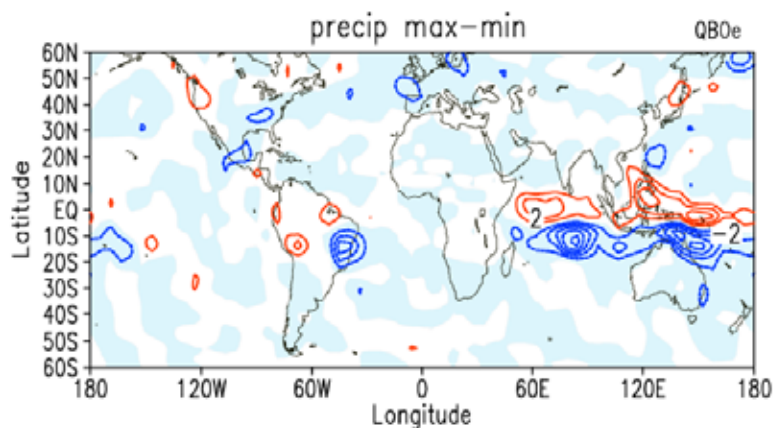 precip max-min QBOe
60N
50N
40N
30N
20N
10N
EQ
10S
20S
30S
40S
50S
60S
Latitude
2
-2
180 120W 60W 0 60E 120E 180
Longitude